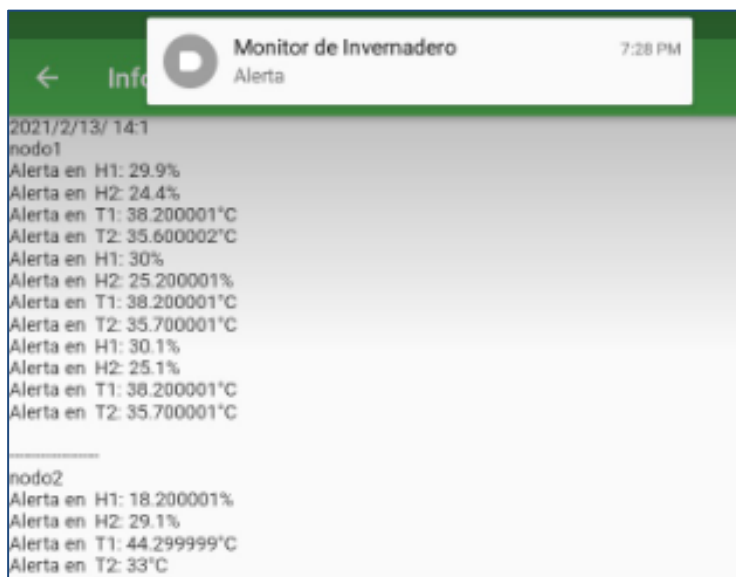 Monitor de Invernadero 7:28 PM
Alerta
2021/2/13/ 14:1
nodo1
Alerta en H1: 29.9%
Alerta en H2: 24.4%
Alerta en T1: 38.200001°C
Alerta en T2: 35.600002°C
Alerta en H1: 30%
Alerta en H2: 25.200001%
Alerta en T1: 38.200001°C
Alerta en T2: 35.700001°C
Alerta en H1: 30.1%
Alerta en H2: 25.1%
Alerta en T1: 38.200001°C
Alerta en T2: 35.700001°C
nodo2
Alerta en H1: 18.200001%
Alerta en H2: 29.1%
Alerta en T1: 44.299999°C
Alerta en T2: 33°C